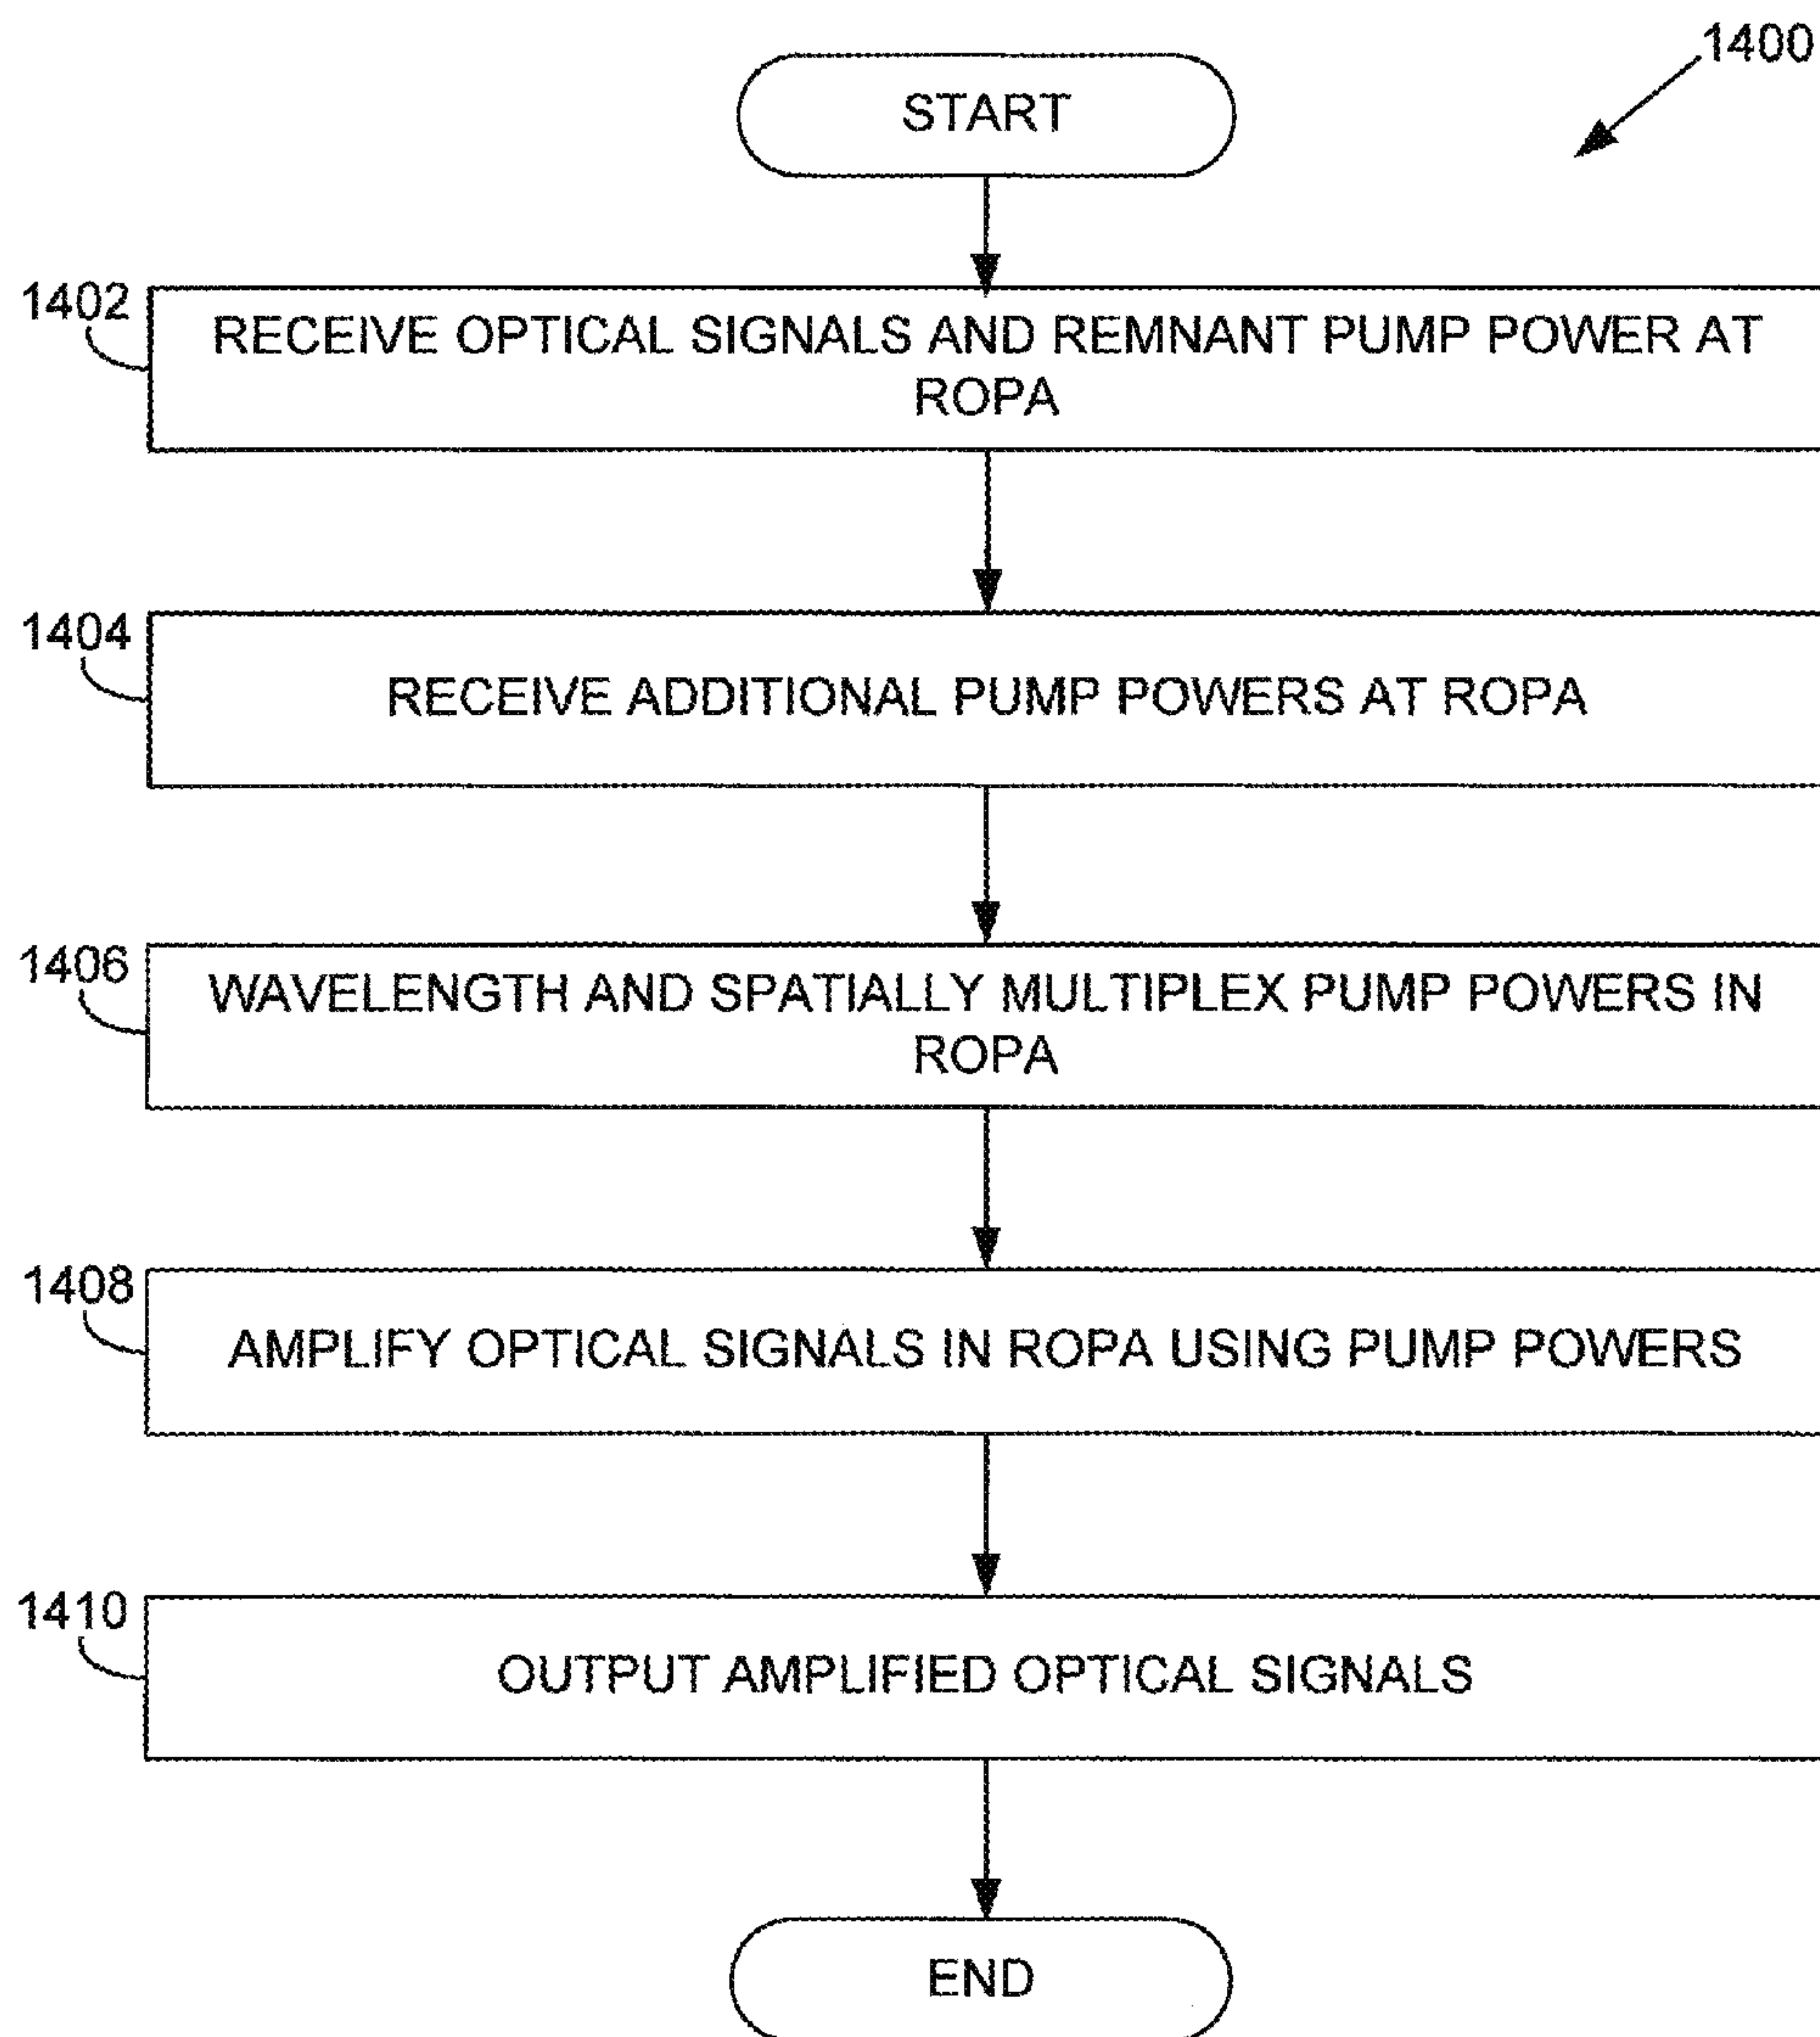 1400
START
1402
RECEIVE OPTICAL SIGNALS AND REMNANT PUMP POWER AT
ROPA
1404
RECEIVE ADDITIONAL PUMP POWERS AT ROPA
1406
WAVELENGTH AND SPATIALLY MULTIPLEX PUMP POWERS IN
ROPA
1408
AMPLIFY OPTICAL SIGNALS IN ROPA USING PUMP POWERS
1410
OUTPUT AMPLIFIED OPTICAL SIGNALS
END